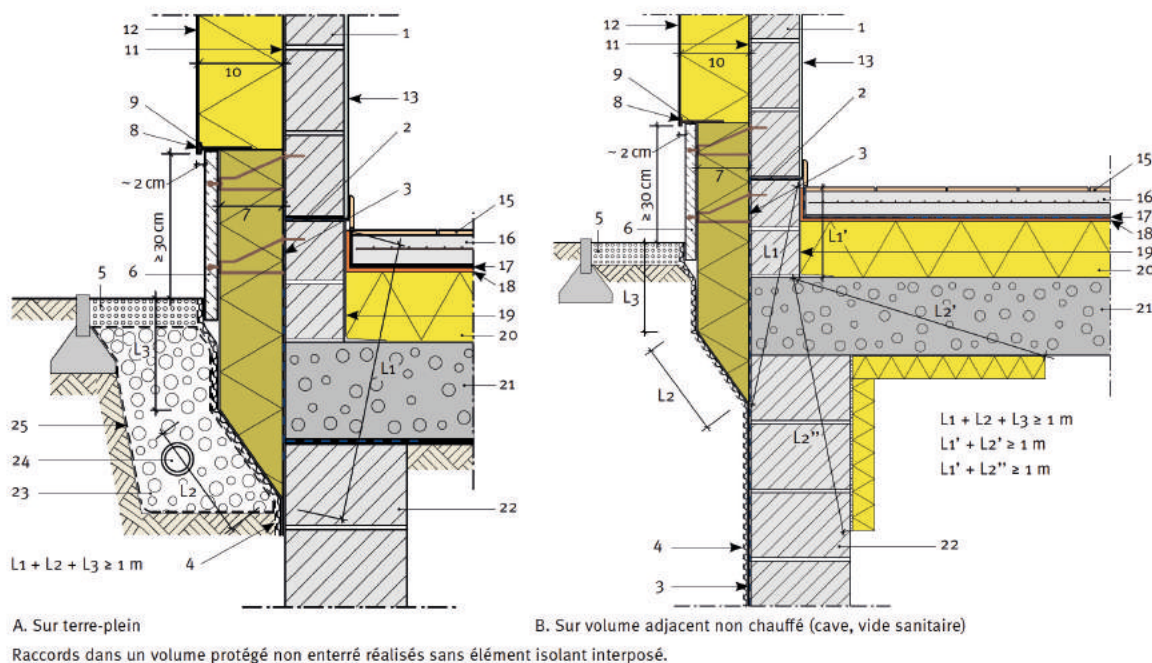 12
11
10
9
8
~ 2 cm
7
≥ 30 cm
6
5
L3
25
24
23
L2
4
L1 + L2 + L3 ≥ 1 m
1
13
2
3
15
16
17
18
19
20
L1
21
22
A. Sur terre-plein
12
11
10
9
8
~ 2 cm
7
≥ 30 cm
6
5
L3
L2
L1
L1'
L2'
L2''
4
3
1
13
2
3
15
16
17
18
19
20
21
22
L1 + L2 + L3 ≥ 1 m
L1' + L2' ≥ 1 m
L1' + L2'' ≥ 1 m
B. Sur volume adjacent non chauffé (cave, vide sanitaire)
Raccords dans un volume protégé non enterré réalisés sans élément isolant interposé.